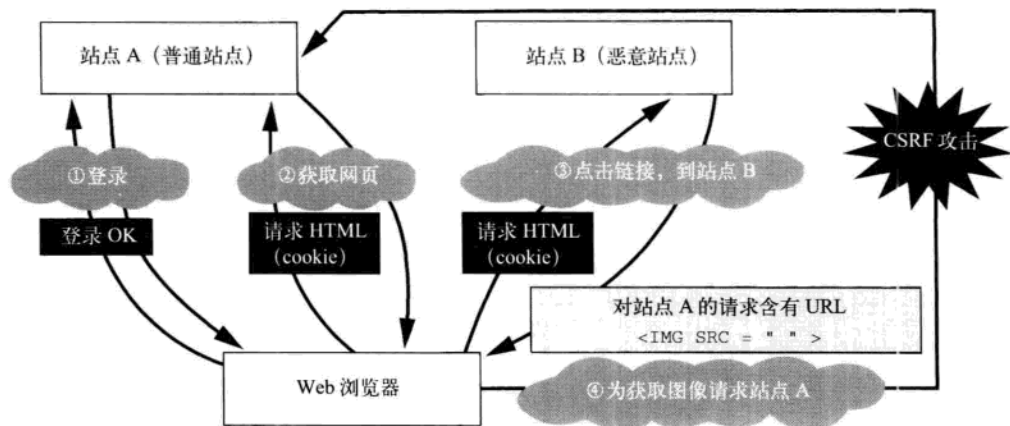 站点 A（普通站点）
站点 B（恶意站点）
CSRF 攻击
①登录
②获取网页
③点击链接，到站点 B
登录 OK
请求 HTML
（cookie）
请求 HTML
（cookie）
对站点 A 的请求含有 URL
<IMG SRC = " " >
Web 浏览器
④为获取图像请求站点 A